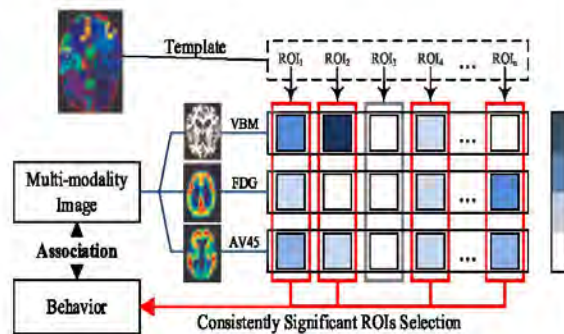 Template
ROI₁ ROI₂ ROI₃ ROI₄ ... ROIₙ
VBM
...
Multi-modality
Image
FDG
...
Association
AV45
...
Behavior
Consistently Significant ROIs Selection